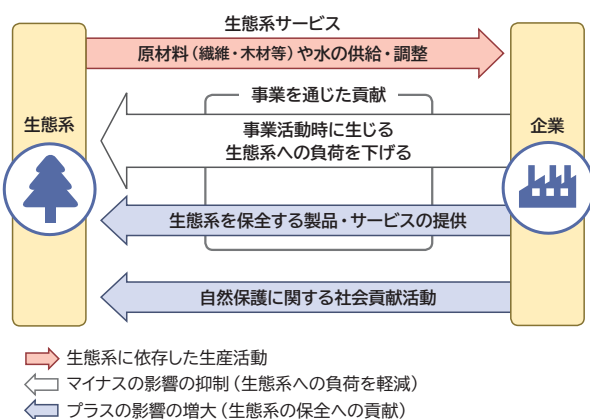 生態系サービス
原材料（繊維・木材等）や水の供給・調整
事業を通じた貢献
生態系
企業
事業活動時に生じる
生態系への負荷を下げる
生態系を保全する製品・サービスの提供
自然保護に関する社会貢献活動
生態系に依存した生産活動
マイナスの影響の抑制（生態系への負荷を軽減）
プラスの影響の増大（生態系の保全への貢献）